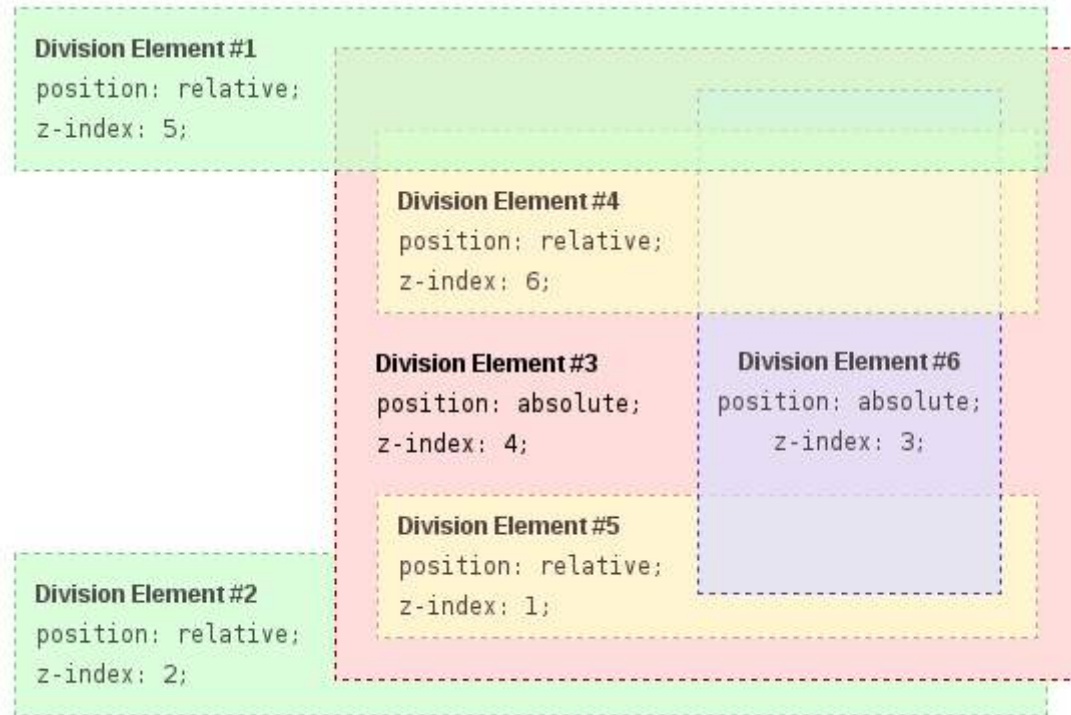 Division Element #1
position: relative;
z-index: 5;
Division Element #4
position: relative;
z-index: 6;
Division Element #3
position: absolute;
z-index: 4;
Division Element #6
position: absolute;
z-index: 3;
Division Element #5
position: relative;
z-index: 1;
Division Element #2
position: relative;
z-index: 2;